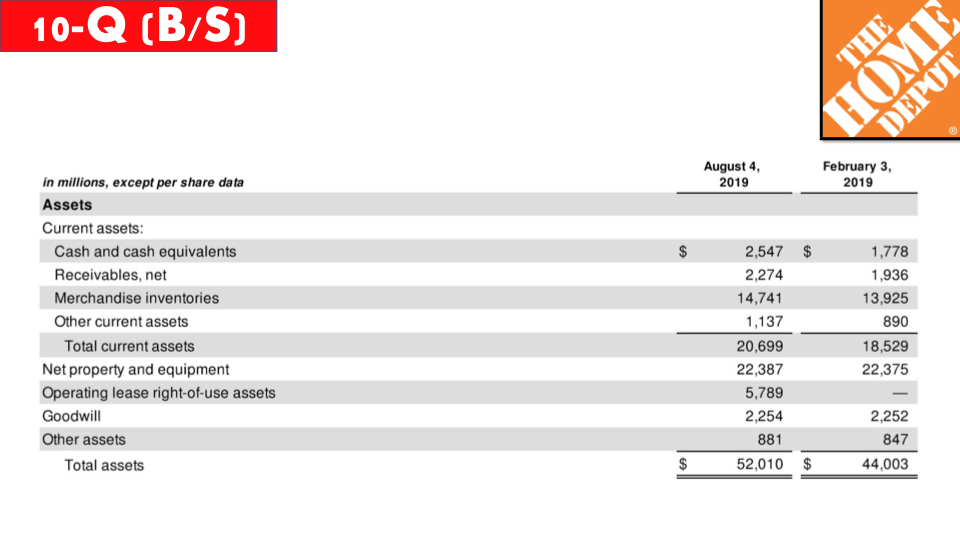 10-Q (B/S)
THE
HOME
DEPOT
®
August 4, February 3,
in millions, except per share data 2019 2019
Assets
Current assets:
Cash and cash equivalents $ 2,547 $ 1,778
Receivables, net 2,274 1,936
Merchandise inventories 14,741 13,925
Other current assets 1,137 890
Total current assets 20,699 18,529
Net property and equipment 22,387 22,375
Operating lease right-of-use assets 5,789 —
Goodwill 2,254 2,252
Other assets 881 847
Total assets $ 52,010 $ 44,003